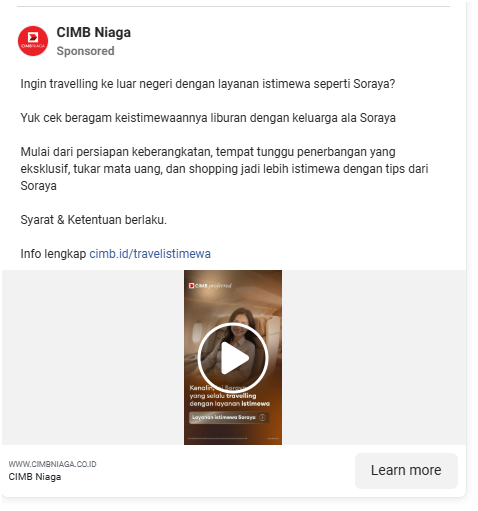 CIMB Niaga
Sponsored
CIMB NIAGA
Ingin travelling ke luar negeri dengan layanan istimewa seperti Soraya?
Yuk cek beragam keistimewaannya liburan dengan keluarga ala Soraya
Mulai dari persiapan keberangkatan, tempat tunggu penerbangan yang
eksklusif, tukar mata uang, dan shopping jadi lebih istimewa dengan tips dari
Soraya
Syarat & Ketentuan berlaku.
Info lengkap cimb.id/travelistimewa
CIMB preferred
Soraya
yang selalu travelling
dengan layanan istimewa
Layanan istimewa Soraya
WWW.CIMBNIAGA.CO.ID
CIMB Niaga
Learn more